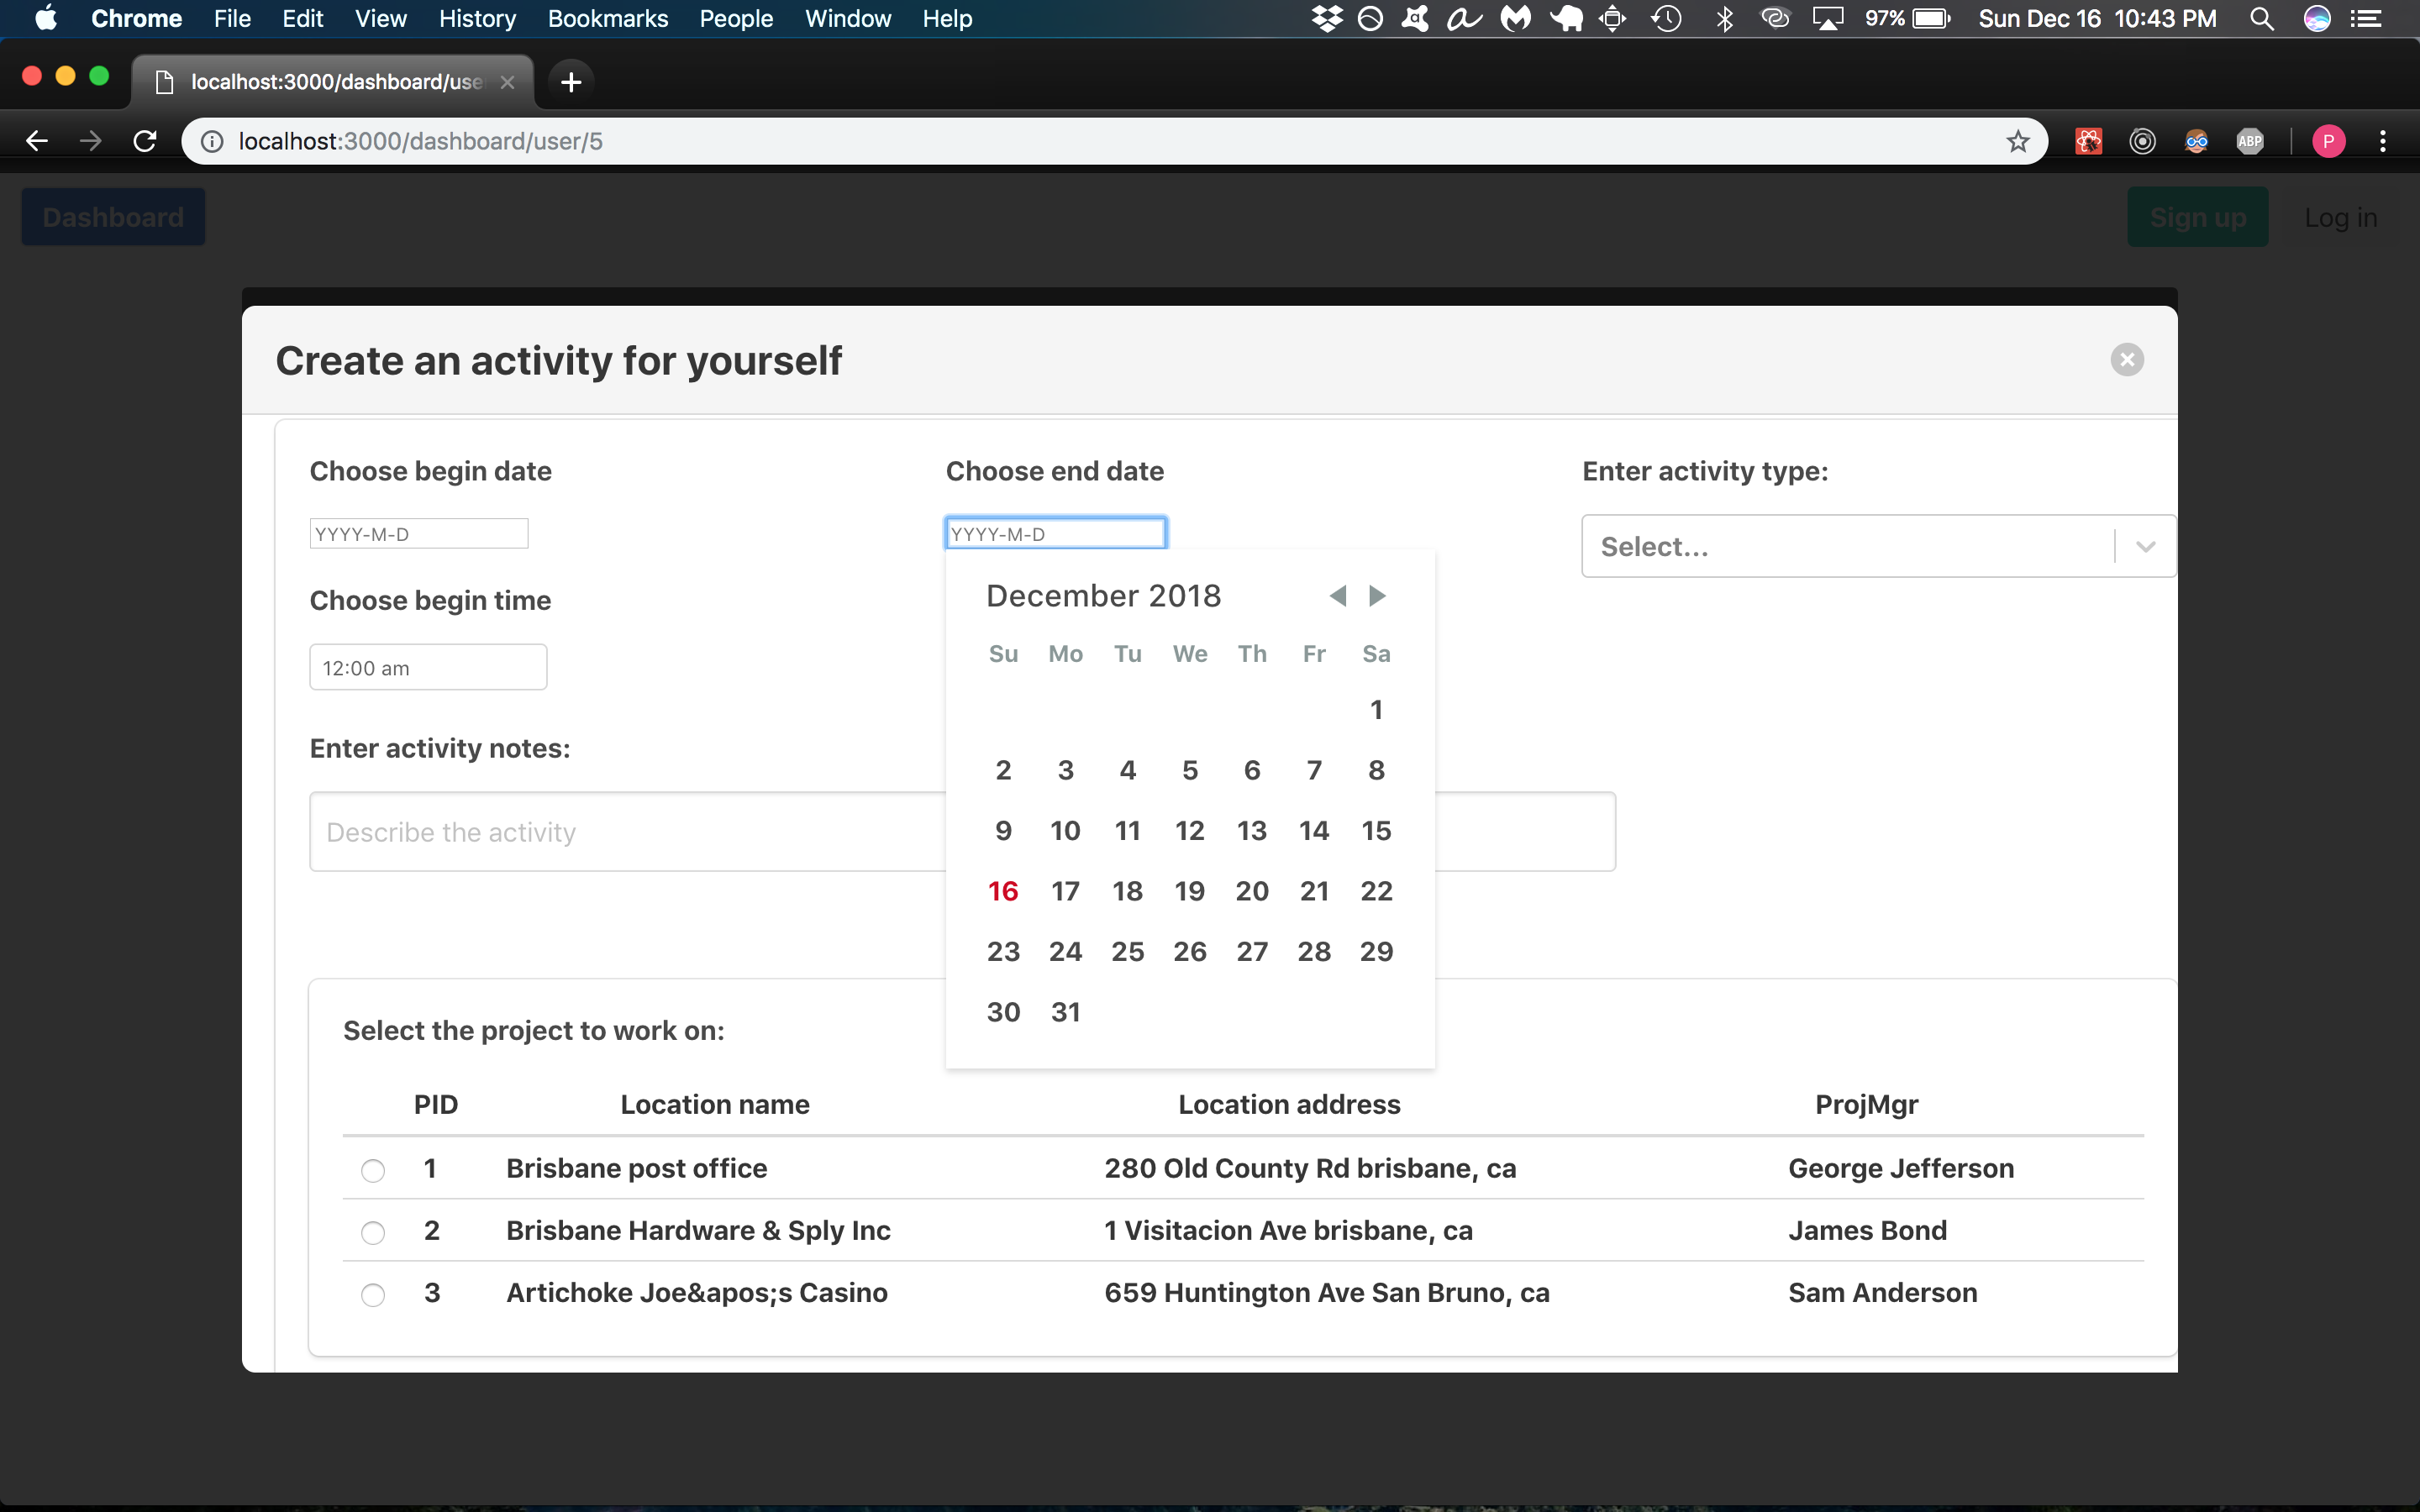 Chrome File Edit View History Bookmarks People Window Help 97% Sun Dec 16 10:43 PM
localhost:3000/dashboard/use
localhost:3000/dashboard/user/5 ABP P
Dashboard Sign up Log in
Create an activity for yourself
Choose begin date Choose end date Enter activity type:
YYYY-M-D YYYY-M-D Select...
Choose begin time December 2018
12:00 am Su Mo Tu We Th Fr Sa
1
Enter activity notes:
2 3 4 5 6 7 8
Describe the activity 9 10 11 12 13 14 15
16 17 18 19 20 21 22
23 24 25 26 27 28 29
30 31
Select the project to work on:
PID Location name Location address ProjMgr
1 Brisbane post office 280 Old County Rd brisbane, ca George Jefferson
2 Brisbane Hardware & Sply Inc 1 Visitacion Ave brisbane, ca James Bond
3 Artichoke Joe&apos;s Casino 659 Huntington Ave San Bruno, ca Sam Anderson